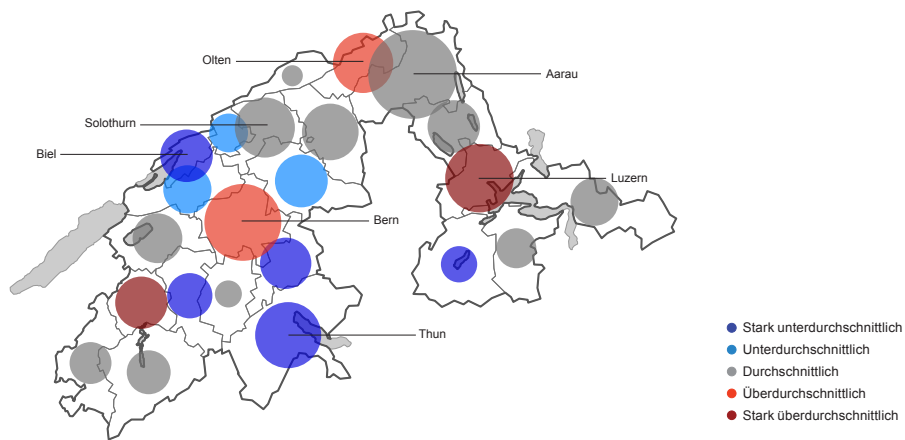 Olten
Aarau
Solothurn
Biel
Luzern
Bern
Thun
Stark unterdurchschnittlich
Unterdurchschnittlich
Durchschnittlich
Überdurchschnittlich
Stark überdurchschnittlich